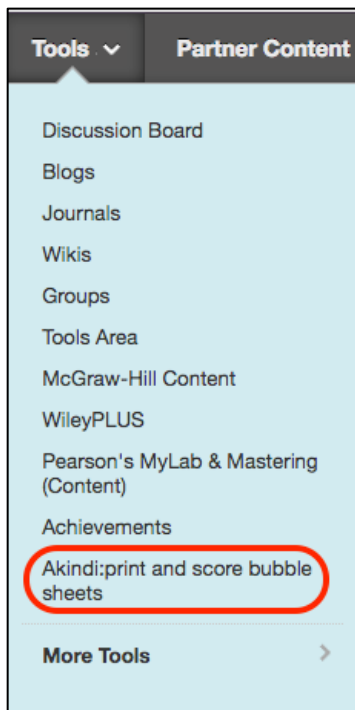 Tools Partner Content
Discussion Board
Blogs
Journals
Wikis
Groups
Tools Area
McGraw-Hill Content
WileyPLUS
Pearson's MyLab & Mastering
(Content)
Achievements
Akindi:print and score bubble
sheets
More Tools